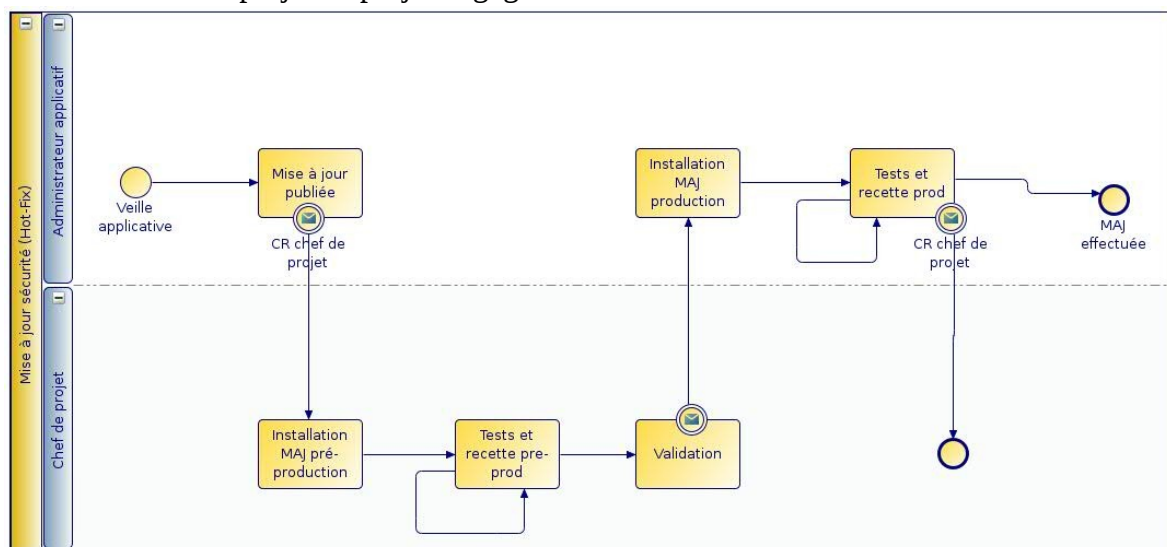 Mise à jour sécurité (Hot-Fix)
Administrateur applicatif
Veille
applicative
Mise à jour
publiée
CR chef de
projet
Installation
MAJ
production
Tests et
recette prod
CR chef de
projet
MAJ
effectuée
Chef de projet
Installation
MAJ pré-
production
Tests et
recette pre-
prod
Validation